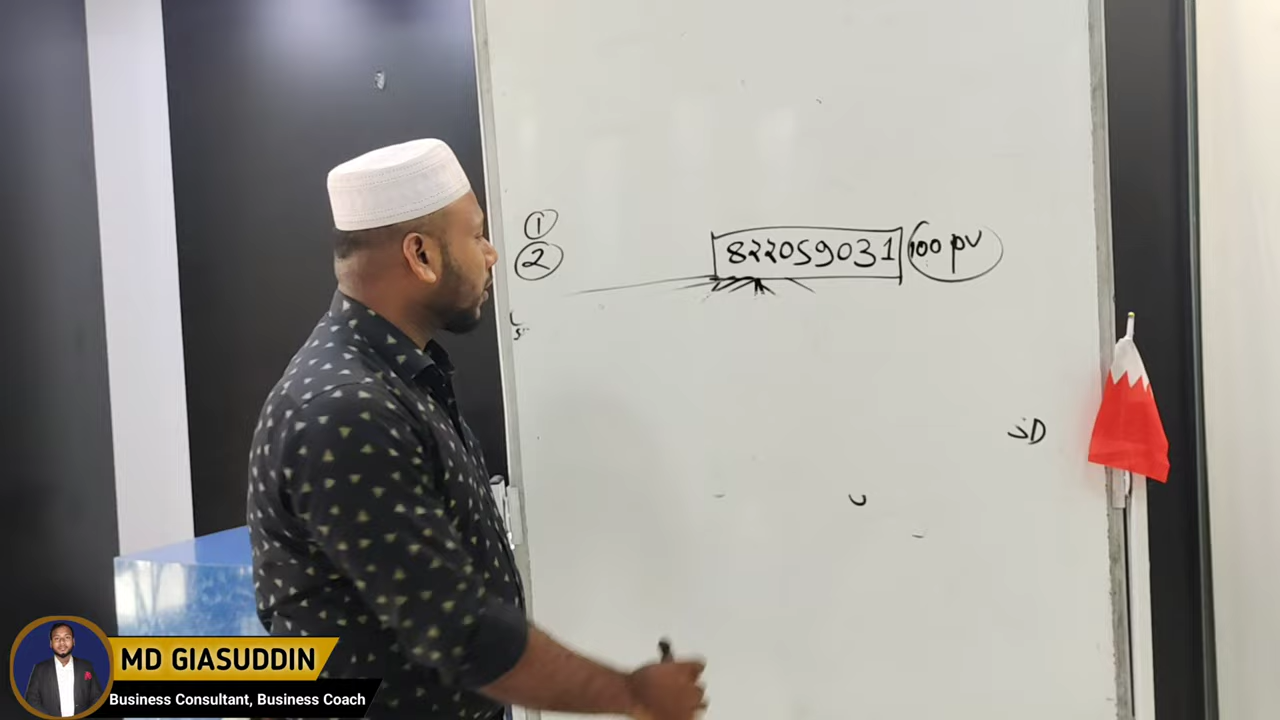 1
2
822059031 100 pv
MD GIASUDDIN
Business Consultant, Business Coach